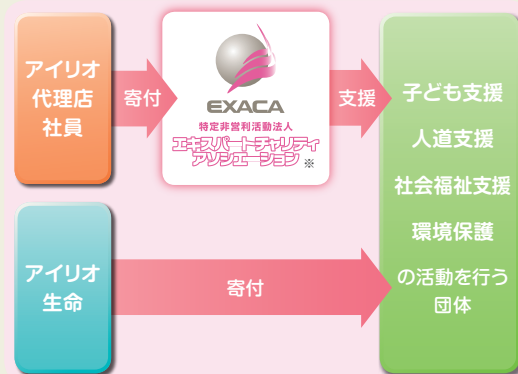 アイリオ
代理店
社員
寄付
EXACA
特定非営利活動法人
エキスパートチャリティ
アソシエーション ※
支援
子ども支援
人道支援
社会福祉支援
環境保護
の活動を行う
団体
アイリオ
生命
寄付